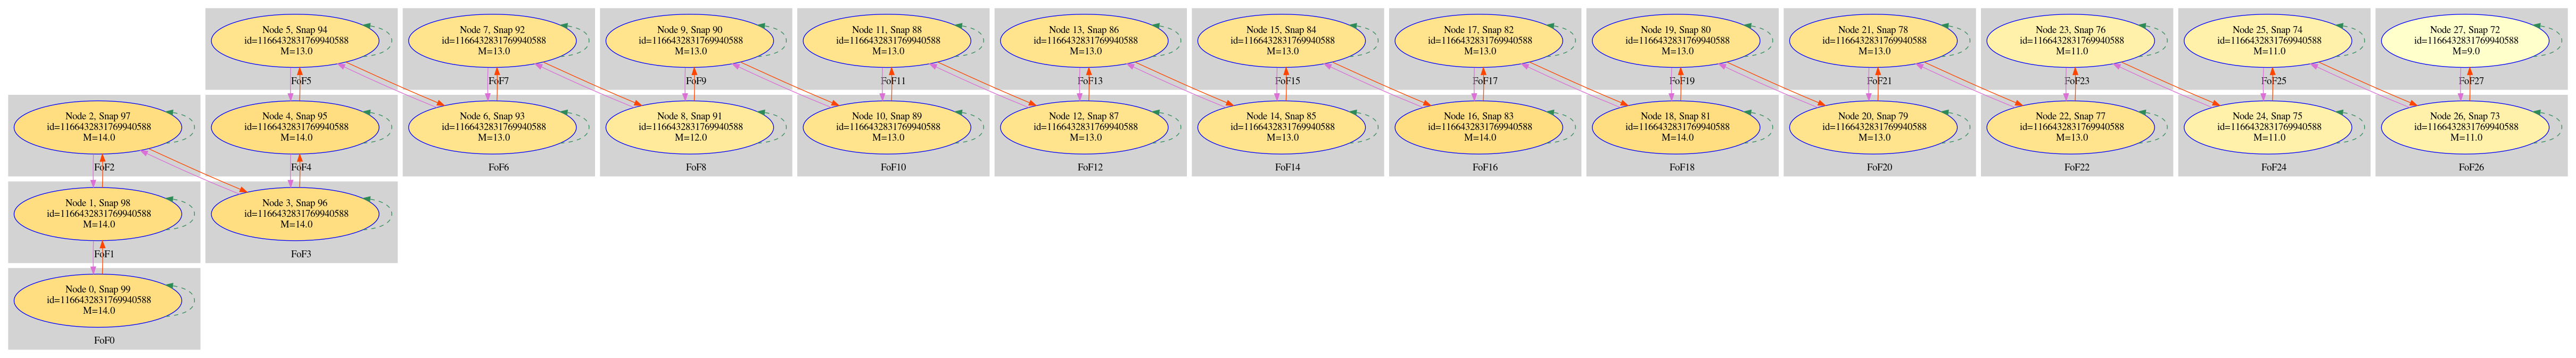 Node 5, Snap 94
id=1166432831769940588
M=13.0
FoF5
Node 7, Snap 92
id=1166432831769940588
M=13.0
FoF7
Node 9, Snap 90
id=1166432831769940588
M=13.0
FoF9
Node 11, Snap 88
id=1166432831769940588
M=13.0
FoF11
Node 13, Snap 86
id=1166432831769940588
M=13.0
FoF13
Node 15, Snap 84
id=1166432831769940588
M=13.0
FoF15
Node 17, Snap 82
id=1166432831769940588
M=13.0
FoF17
Node 19, Snap 80
id=1166432831769940588
M=13.0
FoF19
Node 21, Snap 78
id=1166432831769940588
M=13.0
FoF21
Node 23, Snap 76
id=1166432831769940588
M=11.0
FoF23
Node 25, Snap 74
id=1166432831769940588
M=11.0
FoF25
Node 27, Snap 72
id=1166432831769940588
M=9.0
FoF27
Node 2, Snap 97
id=1166432831769940588
M=14.0
FoF2
Node 4, Snap 95
id=1166432831769940588
M=14.0
FoF4
Node 6, Snap 93
id=1166432831769940588
M=13.0
FoF6
Node 8, Snap 91
id=1166432831769940588
M=12.0
FoF8
Node 10, Snap 89
id=1166432831769940588
M=13.0
FoF10
Node 12, Snap 87
id=1166432831769940588
M=13.0
FoF12
Node 14, Snap 85
id=1166432831769940588
M=13.0
FoF14
Node 16, Snap 83
id=1166432831769940588
M=14.0
FoF16
Node 18, Snap 81
id=1166432831769940588
M=14.0
FoF18
Node 20, Snap 79
id=1166432831769940588
M=13.0
FoF20
Node 22, Snap 77
id=1166432831769940588
M=13.0
FoF22
Node 24, Snap 75
id=1166432831769940588
M=11.0
FoF24
Node 26, Snap 73
id=1166432831769940588
M=11.0
FoF26
Node 1, Snap 98
id=1166432831769940588
M=14.0
FoF1
Node 3, Snap 96
id=1166432831769940588
M=14.0
FoF3
Node 0, Snap 99
id=1166432831769940588
M=14.0
FoF0